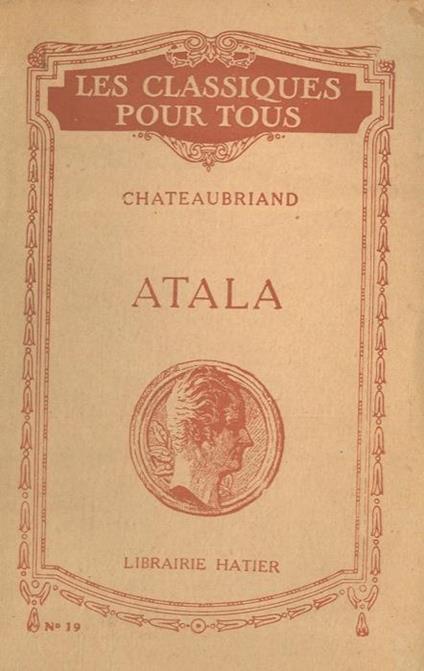 LES CLASSIQUES
POUR TOUS
CHATEAUBRIAND
ATALA
LIBRAIRIE HATIER
Nº 19